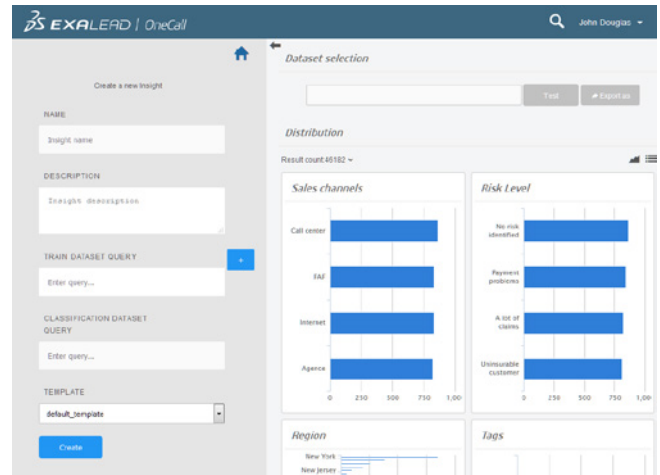 3S EXALEAD | OneCall
John Douglas
Create a new Insight
NAME
Insight name
DESCRIPTION
Insight description
TRAIN DATASET QUERY
+
Enter query...
CLASSIFICATION DATASET
QUERY
Enter query...
TEMPLATE
default_template
Create
Dataset selection
Test
Export as
Distribution
Result count 46182
Sales channels
Call center
FAF
Internet
Agence
0 250 500 750 1,00
Risk Level
No risk
identified
Payment
problems
A lot of
claims
Uninsurable
customer
0 250 500 750 1,00
Region
New York
New Jersey
Tags